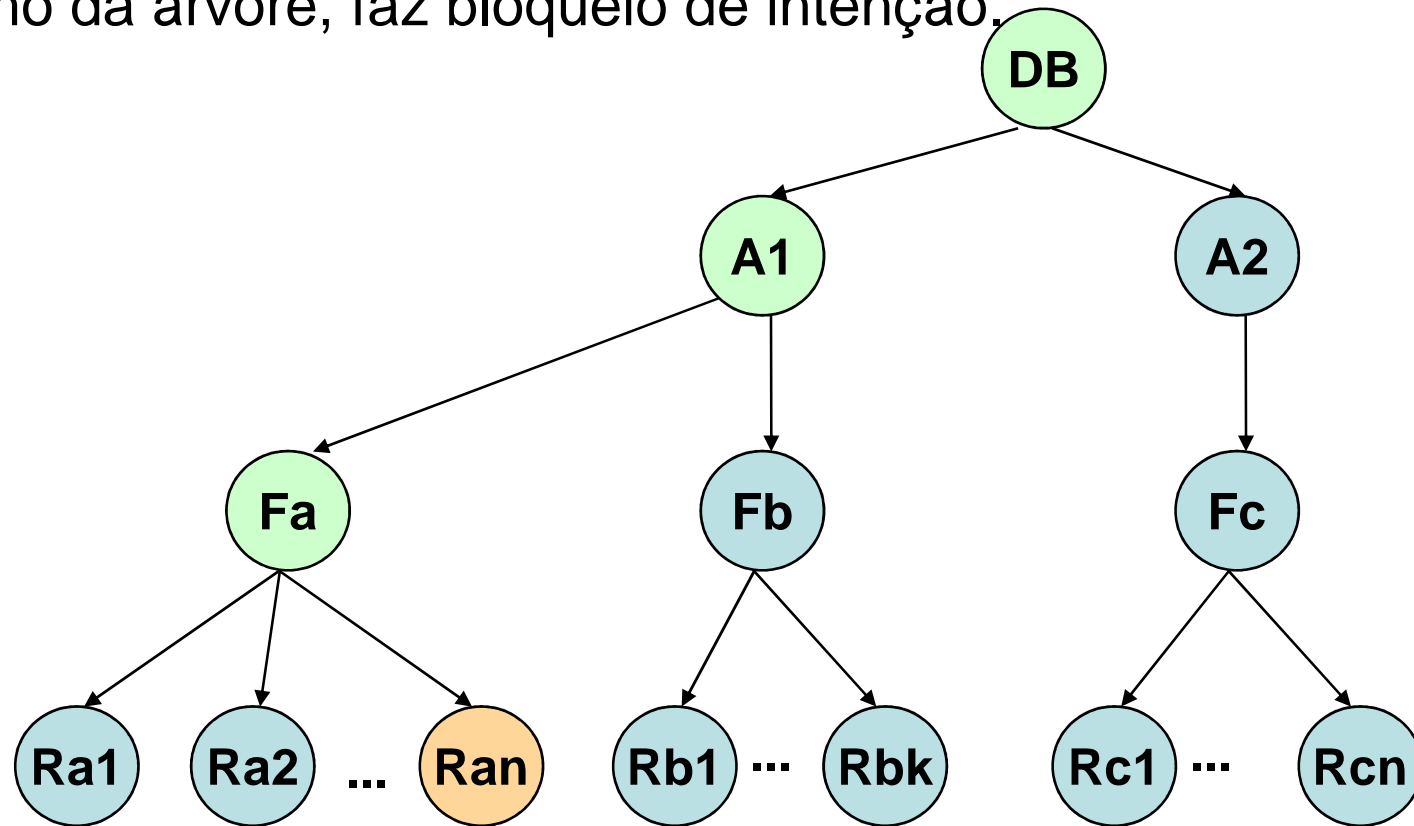 no da árvore, faz bloqueio de intenção.
DB
A1 A2
Fa Fb Fc
Ra1 Ra2 ... Ran Rb1 ... Rbk Rc1 ... Rcn